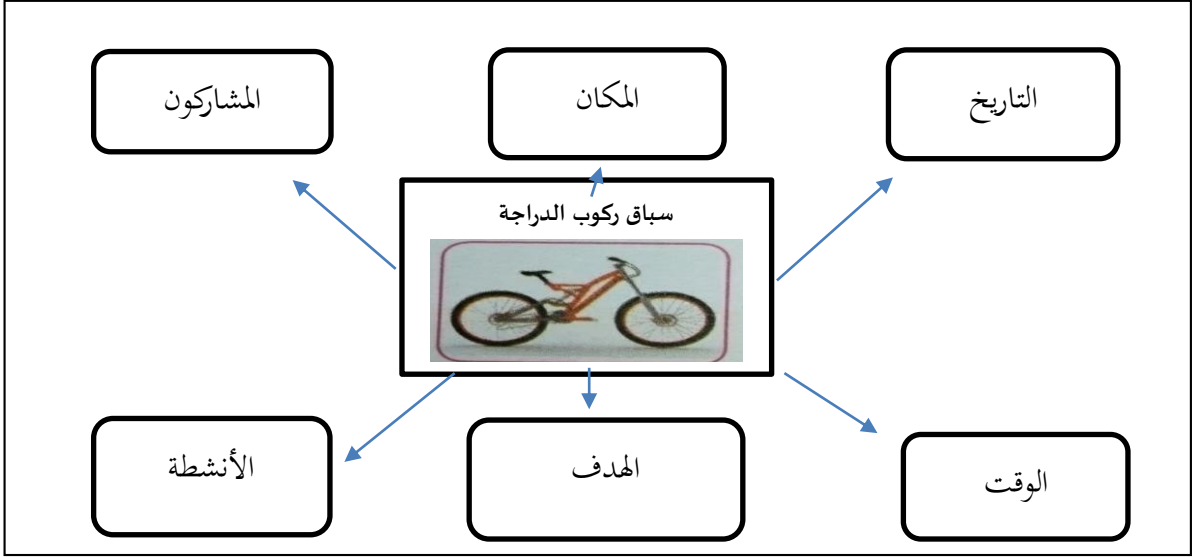 التاريخ
المكان
المشاركون
سباق ركوب الدراجة
الوقت
الهدف
الأنشطة